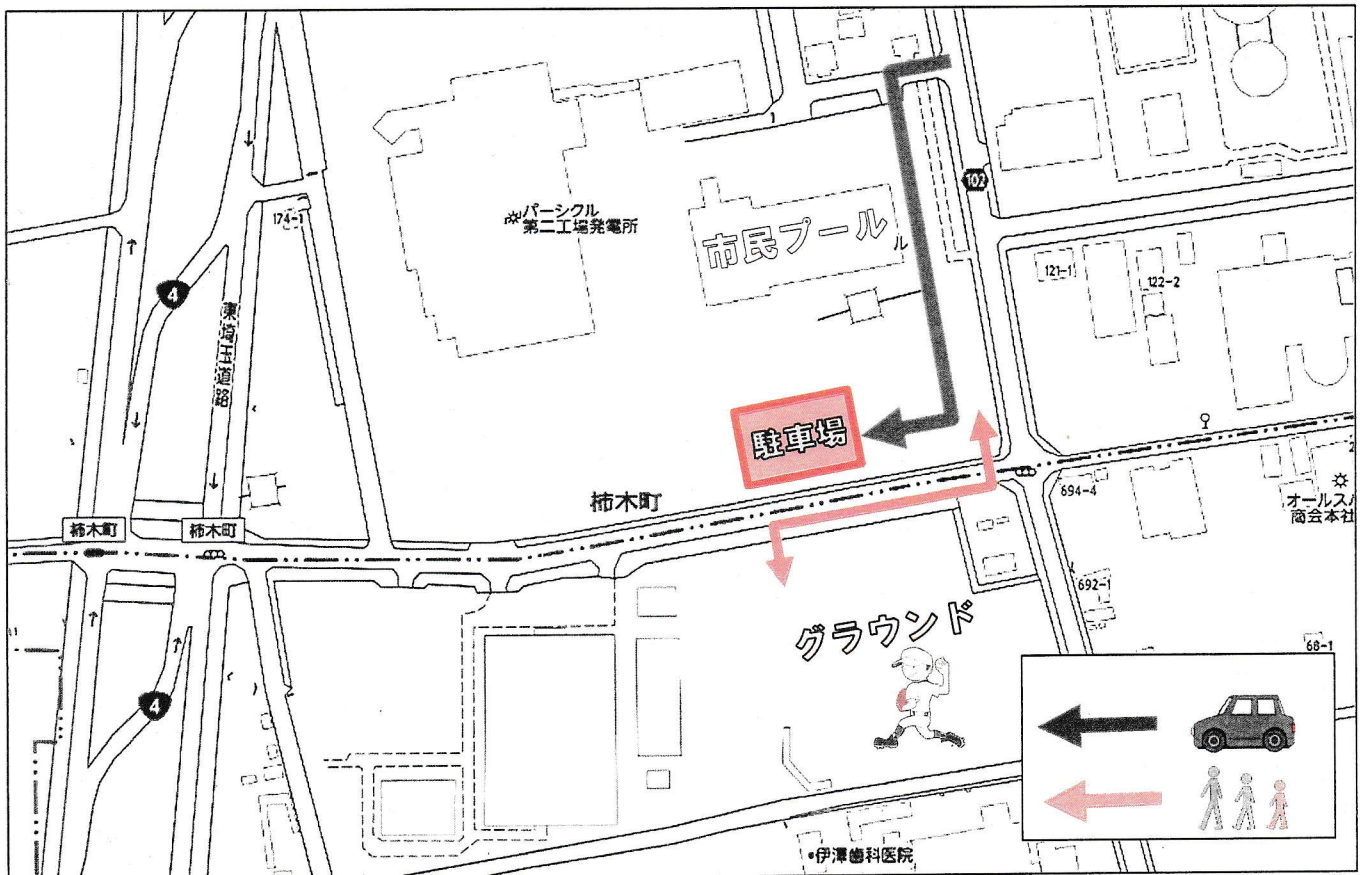 102
パーシクル
第二工場発電所
174-1
市民プール
ル
121-1
122-2
4
東埼玉道路
駐車場
柿木町
694-4
オールス
商会本社
柿木町
柿木町
692-1
グラウンド
68-1
4
•伊澤歯科医院